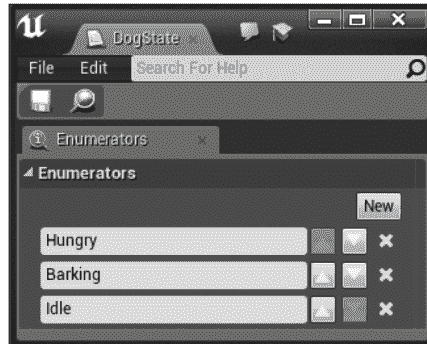 DogState
File Edit Search For Help
Enumerators
Enumerators
New
Hungry
Barking
Idle